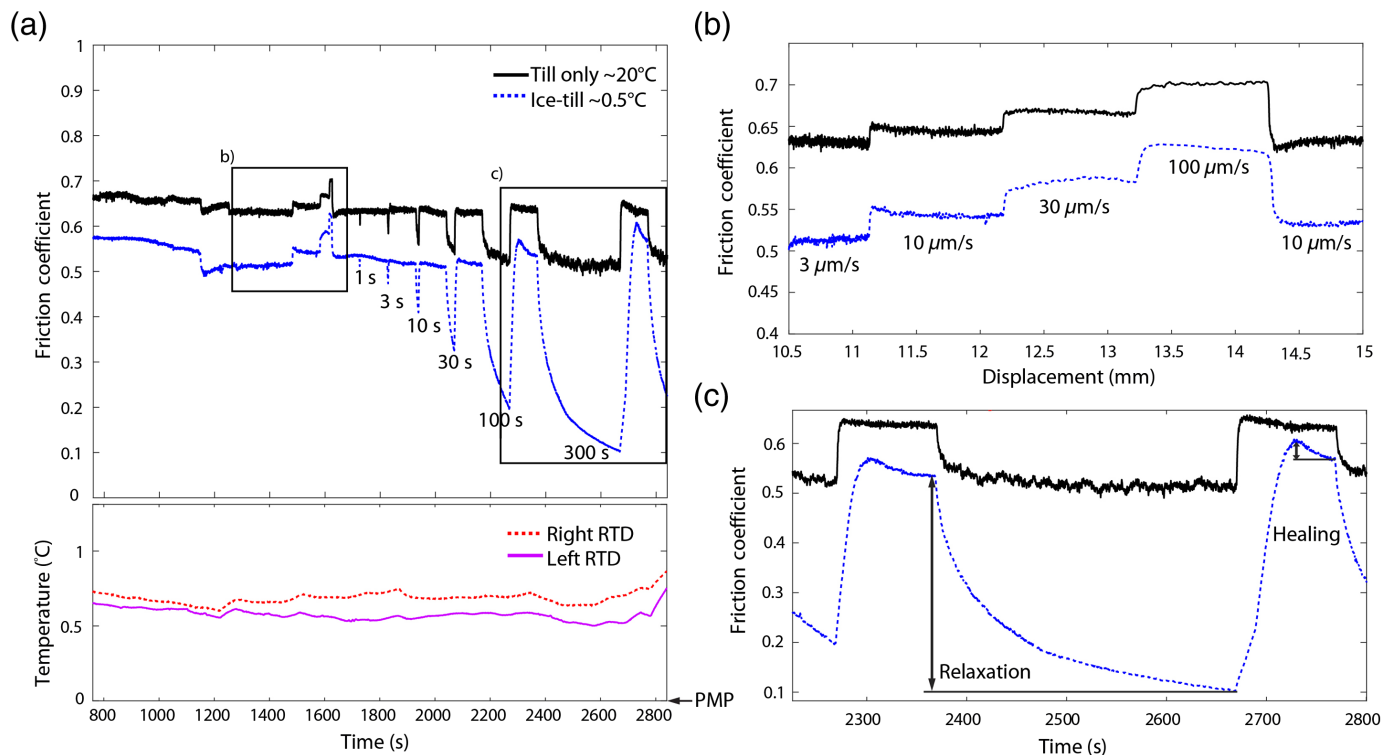 (a)
1
0.9
0.8
0.7
0.6
0.5
0.4
0.3
0.2
0.1
0
Friction coefficient
Till only ~20°C
Ice-till ~0.5°C
b)
c)
1 s
3 s
10 s
30 s
100 s
300 s
1
0.5
0
Temperature (°C)
Right RTD
Left RTD
PMP
800 1000 1200 1400 1600 1800 2000 2200 2400 2600 2800
Time (s)
(b)
0.7
0.65
0.6
0.55
0.5
0.45
0.4
Friction coefficient
3 µm/s
10 µm/s
30 µm/s
100 µm/s
10 µm/s
10.5 11 11.5 12 12.5 13 13.5 14 14.5 15
Displacement (mm)
(c)
0.6
0.5
0.4
0.3
0.2
0.1
Friction coefficient
Relaxation
Healing
2300 2400 2500 2600 2700 2800
Time (s)